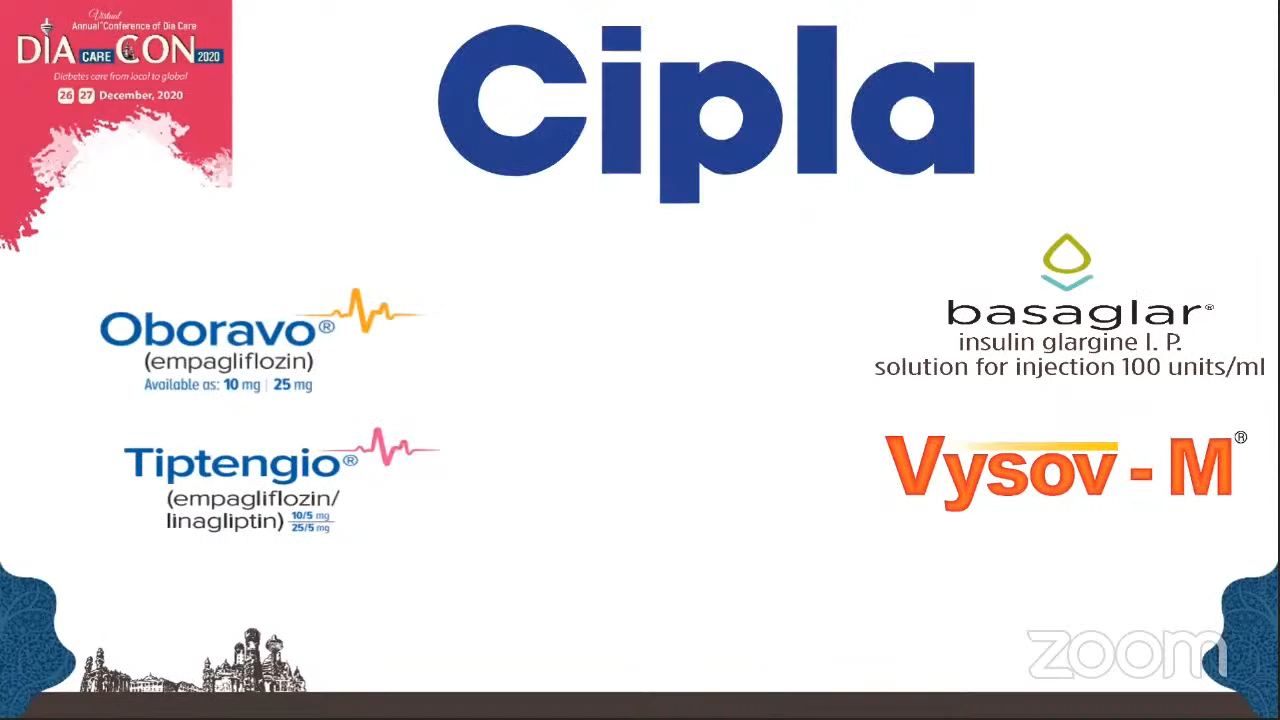 Virtual
Annual Conference of Dia Care
DIA CARE CON 2020
Diabetes care from local to global
26 27 December, 2020
Cipla
Oboravo®
(empagliflozin)
Available as: 10 mg | 25 mg
Tiptengio®
(empagliflozin/
linagliptin) 10/5 mg
25/5 mg
basaglar®
insulin glargine I. P.
solution for injection 100 units/ml
Vysov - M®
zoom